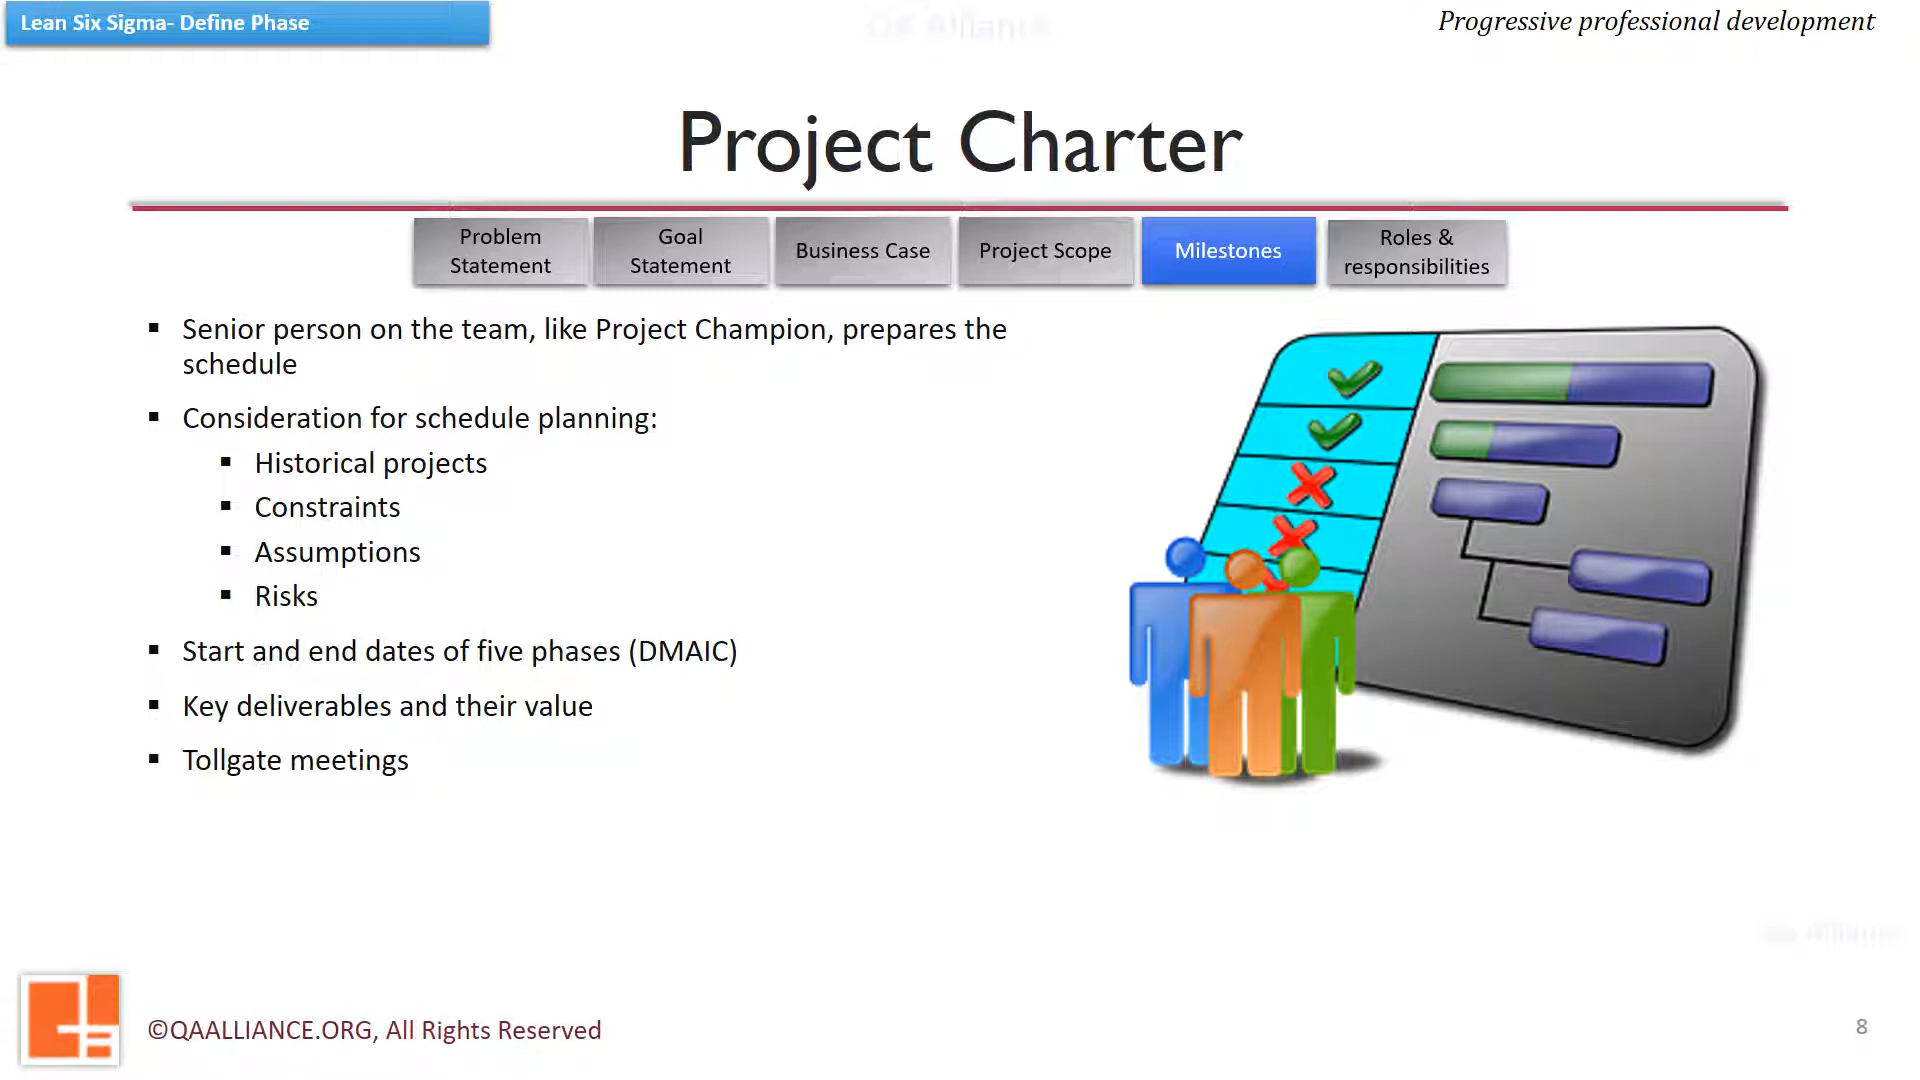 Lean Six Sigma- Define Phase
Progressive professional development
Project Charter
Problem
Statement
Goal
Statement
Business Case
Project Scope
Milestones
Roles &
responsibilities
▪ Senior person on the team, like Project Champion, prepares the
schedule
▪ Consideration for schedule planning:
▪ Historical projects
▪ Constraints
▪ Assumptions
▪ Risks
▪ Start and end dates of five phases (DMAIC)
▪ Key deliverables and their value
▪ Tollgate meetings
©QAALLIANCE.ORG, All Rights Reserved
8